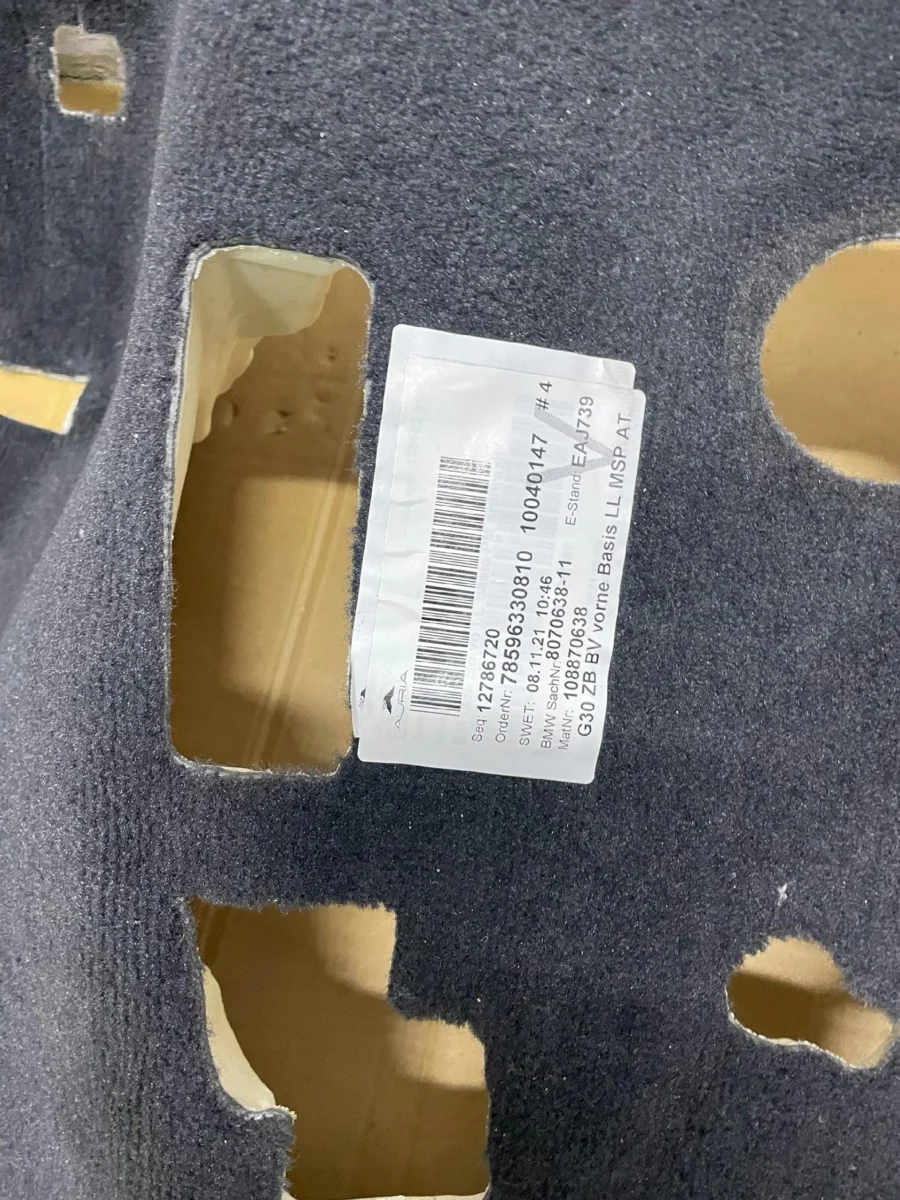 AURIA
Seq: 12786720
OrderNr: 78596330810 10040147 # 4
SWET: 08.11.21 10:46
BMW SachNr 8070638-11 E-Stand: EAJ739
MatNr: 108870638
G30 ZB BV vorne Basis LL MSP AT